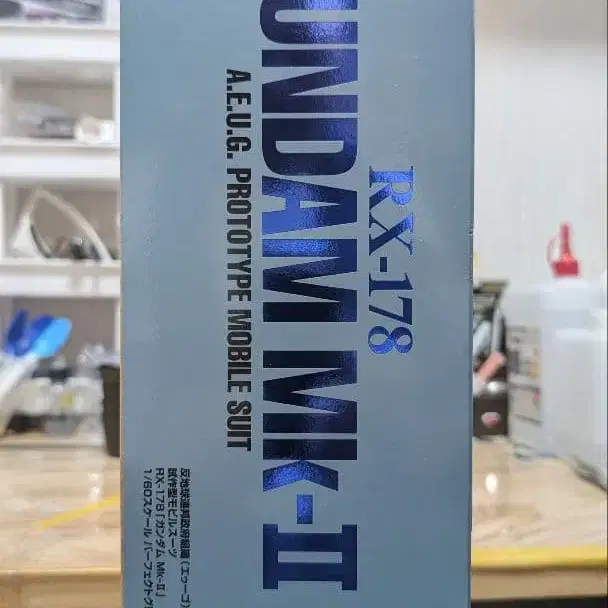 RX-178
UNDAM Mk-II
A.E.U.G. PROTOTYPE MOBILE SUIT
反地球連邦政府組織(エゥーゴ)
試作型モビルスーツ
RX-178「ガンダム Mk-Ⅱ」
1/60スケール パーフェクトグ